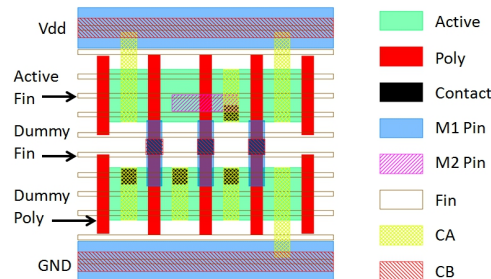 Vdd
Active
Fin
Dummy
Fin
Dummy
Poly
GND
Active
Poly
Contact
M1 Pin
M2 Pin
Fin
CA
CB